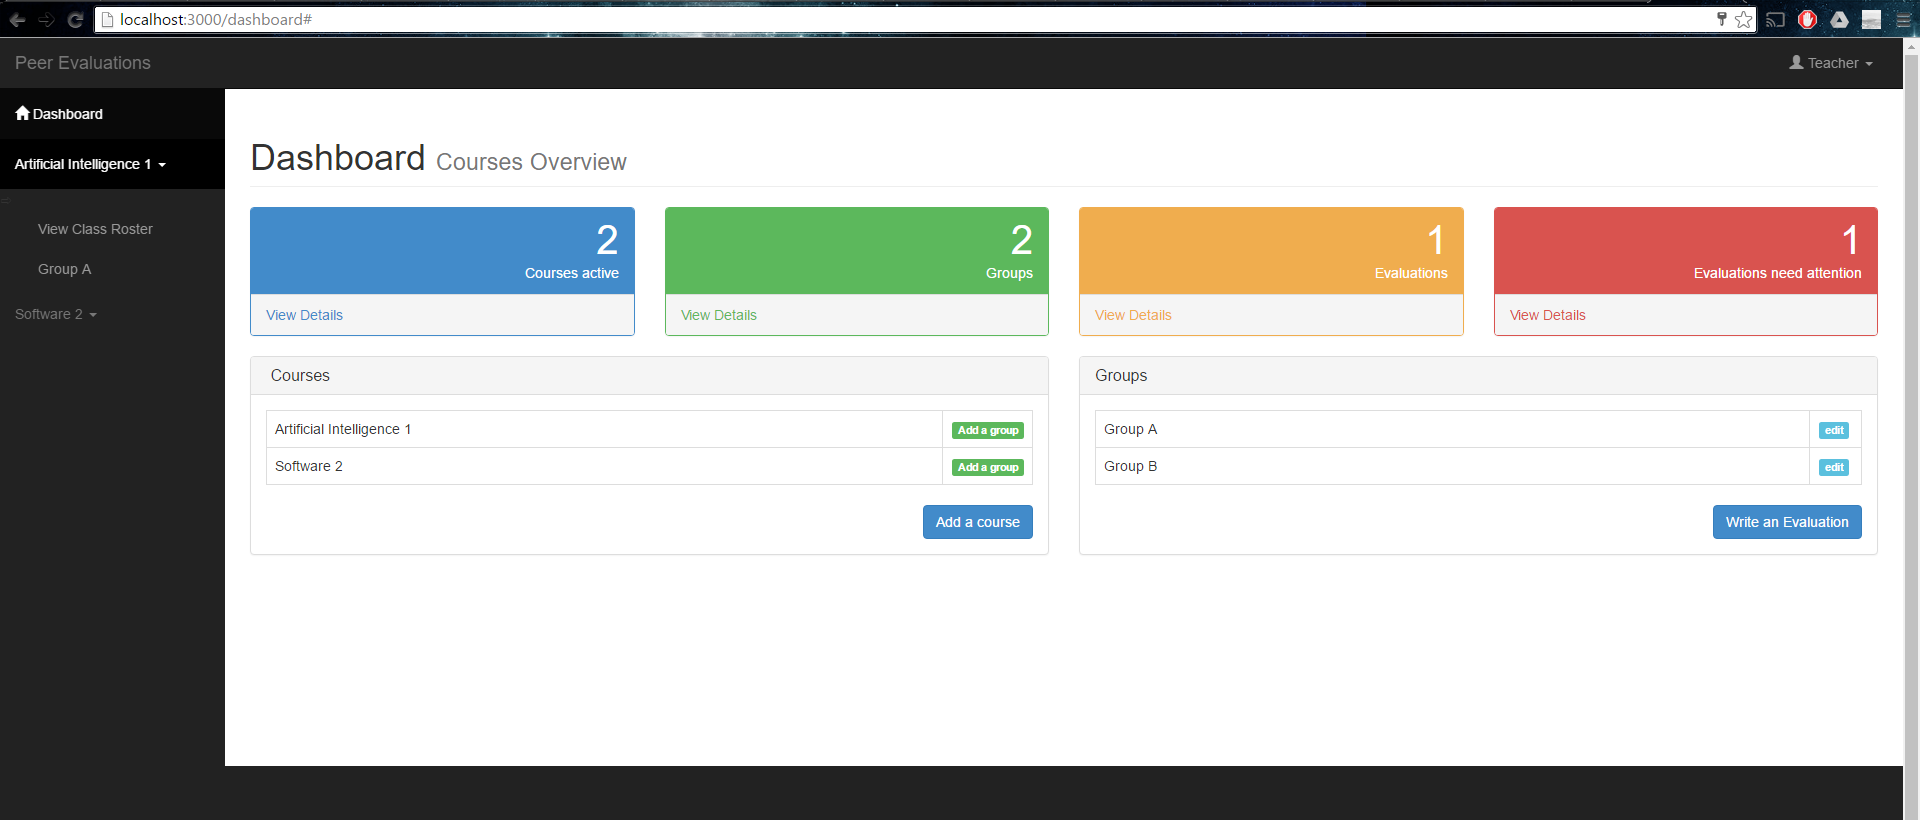 localhost:3000/dashboard#
Peer Evaluations
Teacher
Dashboard
Artificial Intelligence 1
View Class Roster
Group A
Software 2
Dashboard Courses Overview
2
Courses active
View Details
2
Groups
View Details
1
Evaluations
View Details
1
Evaluations need attention
View Details
Courses
Artificial Intelligence 1 Add a group
Software 2 Add a group
Add a course
Groups
Group A edit
Group B edit
Write an Evaluation